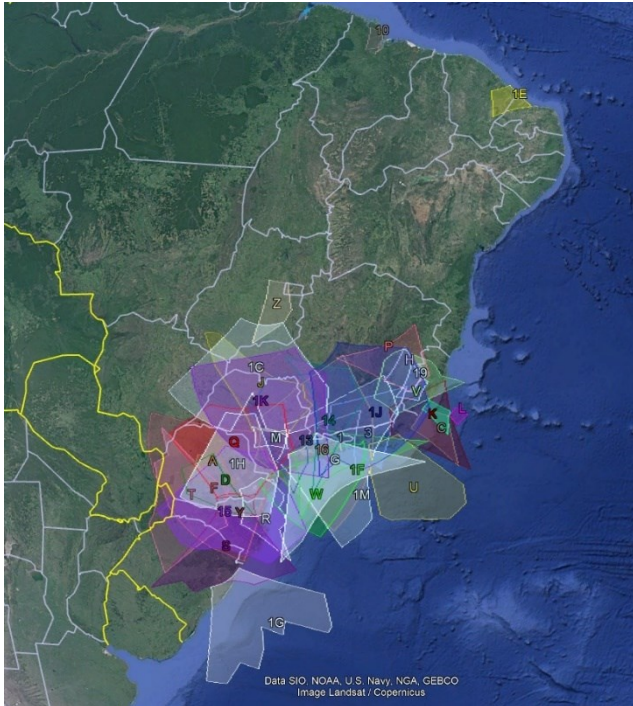 10
1E
Z
P
H
1C
19
J
V
1K
L
1J
K
14
C
Q
M
13
1
3
16
A
1H
G
1F
D
F
U
T
W
1M
15
Y
R
S
1G
Data SIO, NOAA, U.S. Navy, NGA, GEBCO
Image Landsat / Copernicus